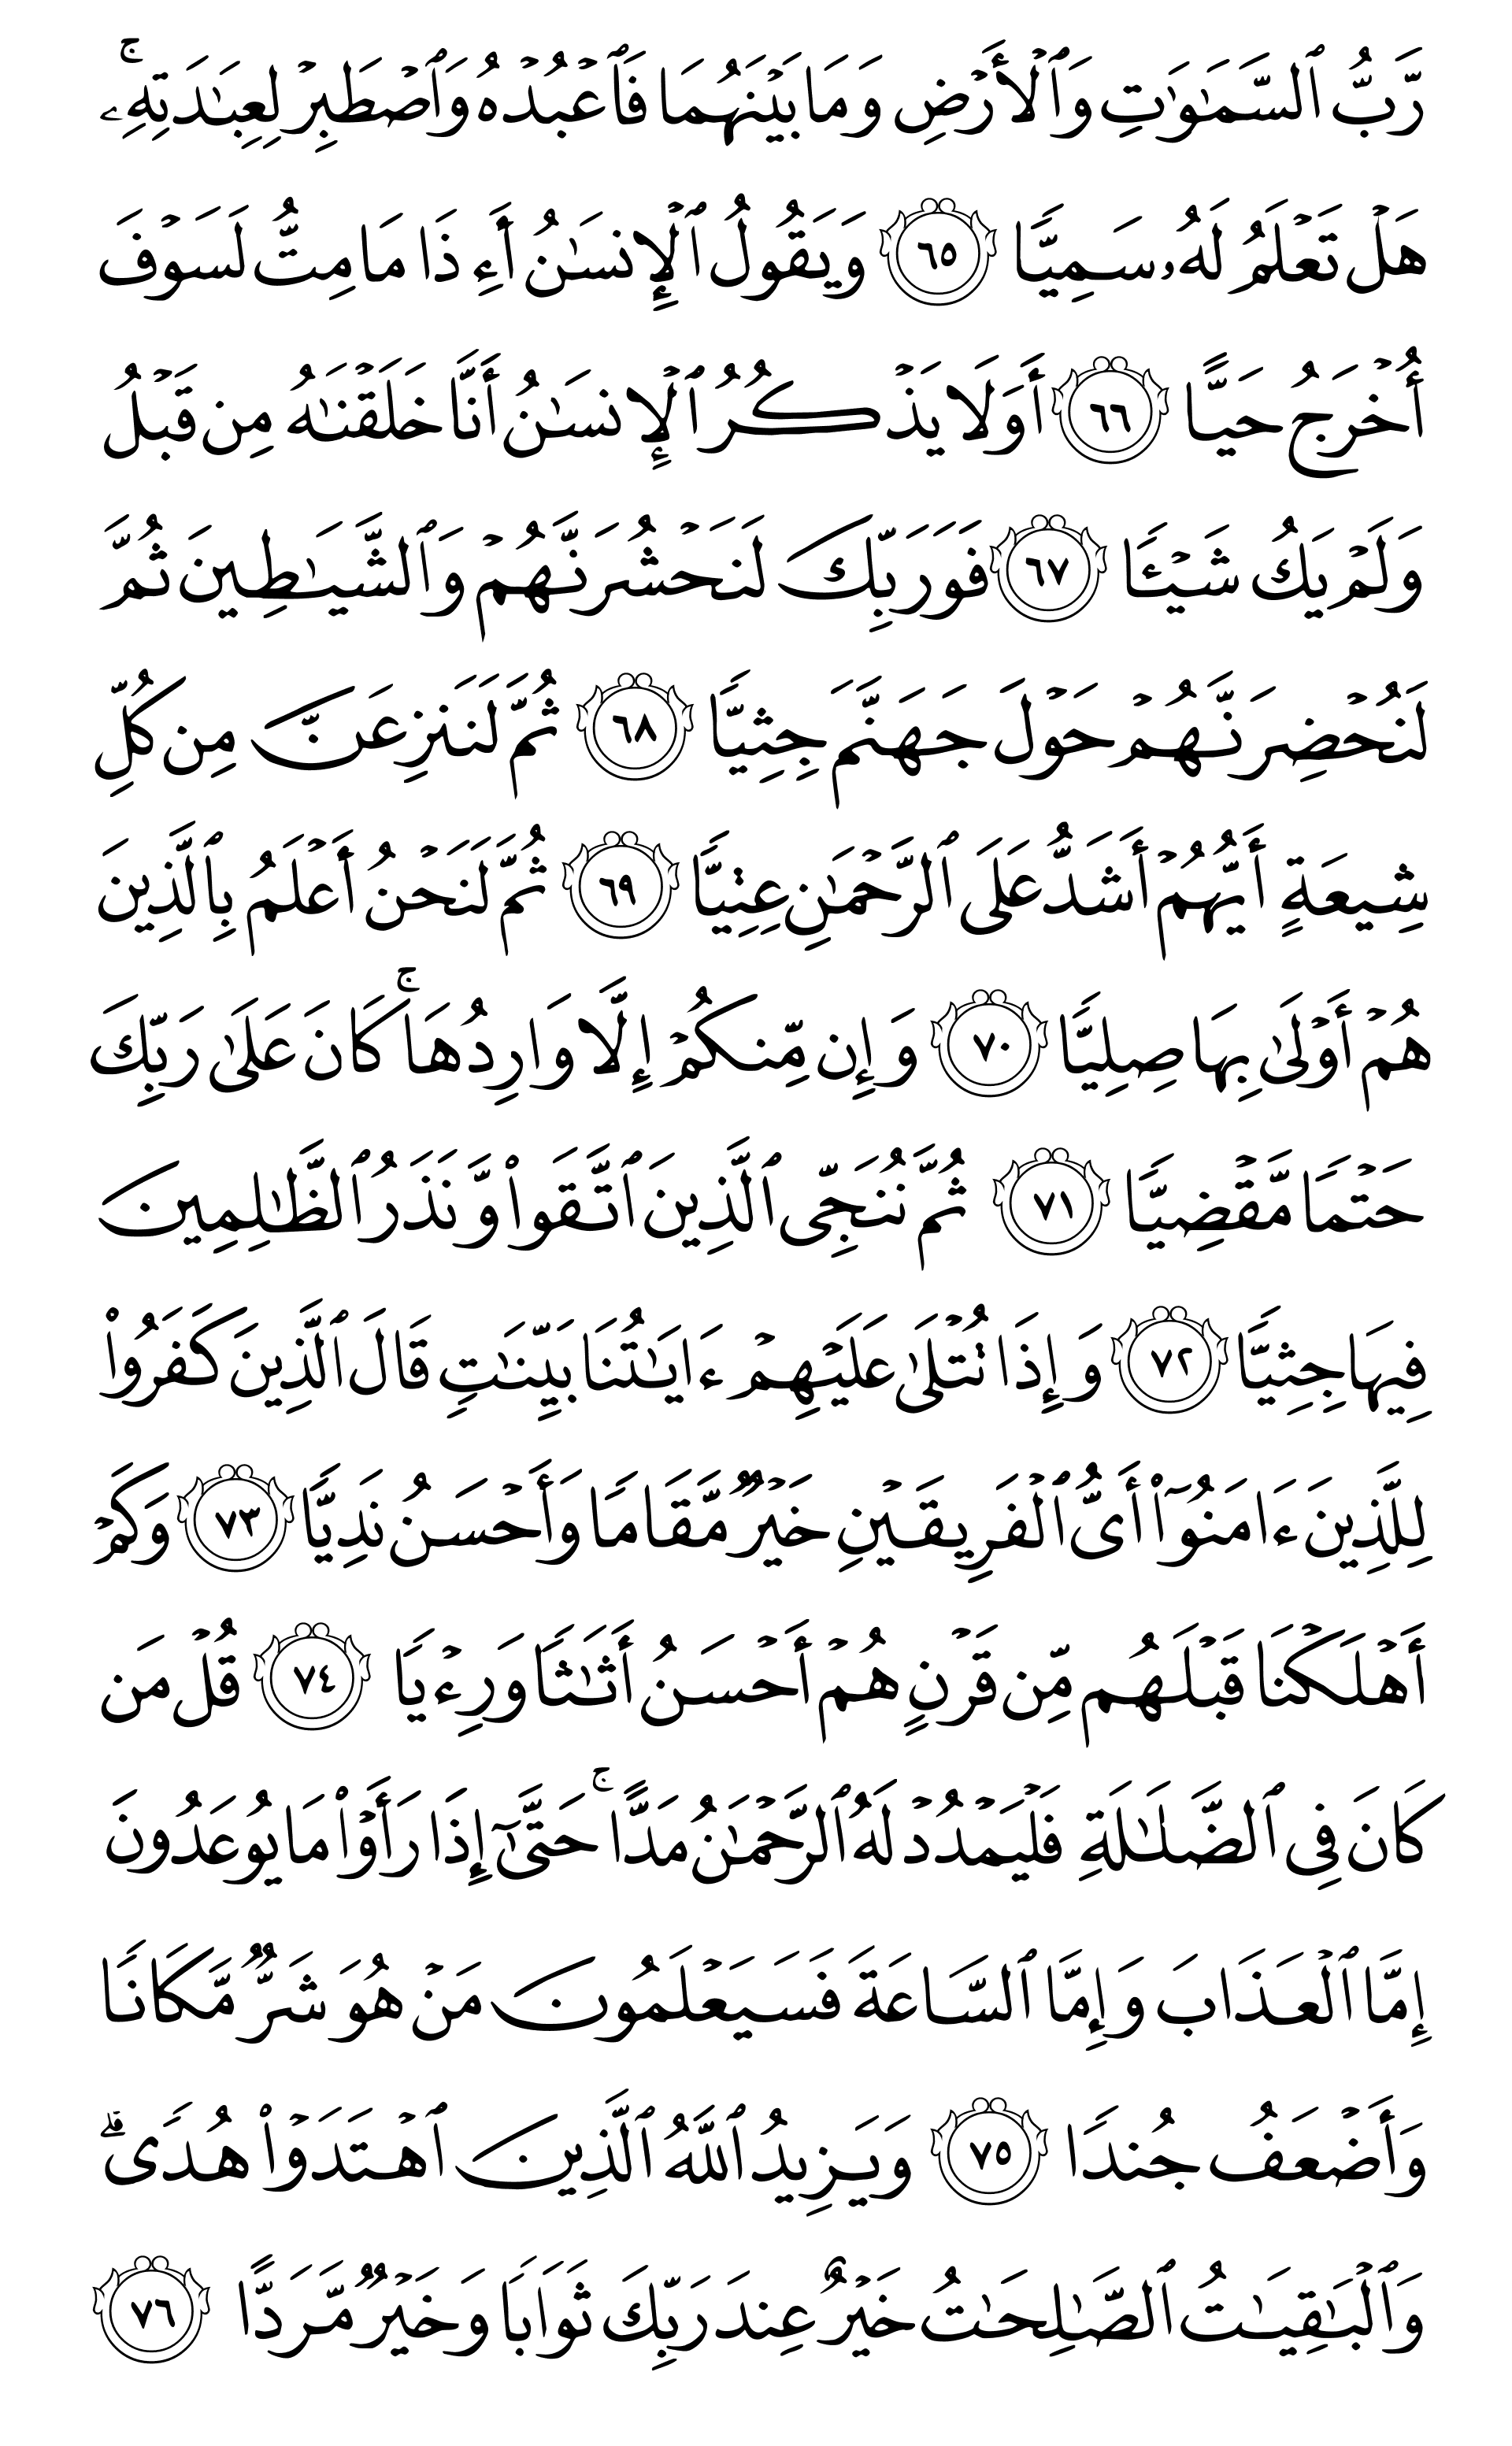 رَّبُّ ٱلسَّمَـٰوَٰتِ وَٱلْأَرْضِ وَمَا بَيْنَهُمَا فَٱعْبُدْهُ وَٱصْطَبِرْ لِعِبَـٰدَتِهِۦۚ
هَلْ تَعْلَمُ لَهُۥ سَمِيًّا ٦٥ وَيَقُولُ ٱلْإِنسَـٰنُ أَءِذَا مَا مِتُّ لَسَوْفَ
أُخْرَجُ حَيًّا ٦٦ أَوَلَا يَذْكُرُ ٱلْإِنسَـٰنُ أَنَّا خَلَقْنَـٰهُ مِن قَبْلُ
وَلَمْ يَكُ شَيْـًٔا ٦٧ فَوَرَبِّكَ لَنَحْشُرَنَّهُمْ وَٱلشَّيَـٰطِينَ ثُمَّ
لَنُحْضِرَنَّهُمْ حَوْلَ جَهَنَّمَ جِثِيًّا ٦٨ ثُمَّ لَنَنزِعَنَّ مِن كُلِّ
شِيعَةٍ أَيُّهُمْ أَشَدُّ عَلَى ٱلرَّحْمَـٰنِ عِتِيًّا ٦٩ ثُمَّ لَنَحْنُ أَعْلَمُ بِٱلَّذِينَ
هُمْ أَوْلَىٰ بِهَا صِلِيًّا ٧٠ وَإِن مِّنكُمْ إِلَّا وَارِدُهَاۚ كَانَ عَلَىٰ رَبِّكَ
حَتْمًا مَّقْضِيًّا ٧١ ثُمَّ نُنَجِّى ٱلَّذِينَ ٱتَّقَوا۟ وَّنَذَرُ ٱلظَّـٰلِمِينَ
فِيهَا جِثِيًّا ٧٢ وَإِذَا تُتْلَىٰ عَلَيْهِمْ ءَايَـٰتُنَا بَيِّنَـٰتٍ قَالَ ٱلَّذِينَ كَفَرُوا۟
لِلَّذِينَ ءَامَنُوٓا۟ أَىُّ ٱلْفَرِيقَيْنِ خَيْرٌ مَّقَامًا وَأَحْسَنُ نَدِيًّا ٧٣ وَكَمْ
أَهْلَكْنَا قَبْلَهُم مِّن قَرْنٍ هُمْ أَحْسَنُ أَثَـٰثًا وَرِءْيًا ٧٤ قُلْ مَن
كَانَ فِى ٱلضَّلَـٰلَةِ فَلْيَمْدُدْ لَهُ ٱلرَّحْمَـٰنُ مَدًّاۚ حَتَّىٰٓ إِذَا رَأَوْا۟ مَا يُوعَدُونَ
إِمَّا ٱلْعَذَابَ وَإِمَّا ٱلسَّاعَةَ فَسَيَعْلَمُونَ مَنْ هُوَ شَرٌّ مَّكَانًا
وَأَضْعَفُ جُندًا ٧٥ وَيَزِيدُ ٱللَّهُ ٱلَّذِينَ ٱهْتَدَوْا۟ هُدًىۗ
وَٱلْبَـٰقِيَـٰتُ ٱلصَّـٰلِحَـٰتُ خَيْرٌ عِندَ رَبِّكَ ثَوَابًا وَخَيْرٌ مَّرَدًّا ٧٦